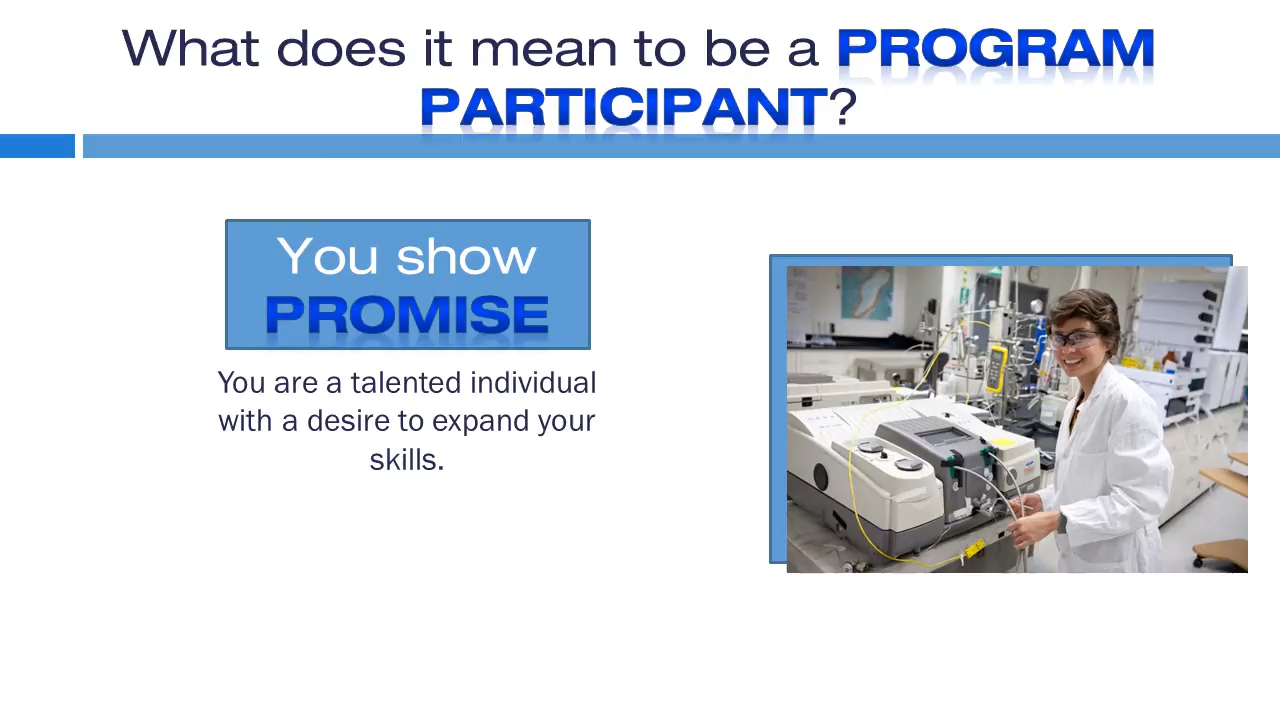 What does it mean to be a PROGRAM
PARTICIPANT?
You show
PROMISE
You are a talented individual
with a desire to expand your
skills.